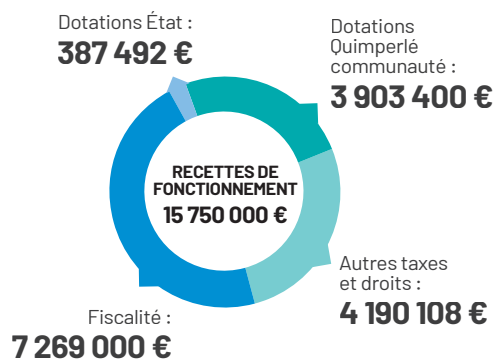 Dotations État :
387 492 €
Dotations
Quimperlé
communauté :
3 903 400 €
RECETTES DE
FONCTIONNEMENT
15 750 000 €
Autres taxes
et droits :
4 190 108 €
Fiscalité :
7 269 000 €